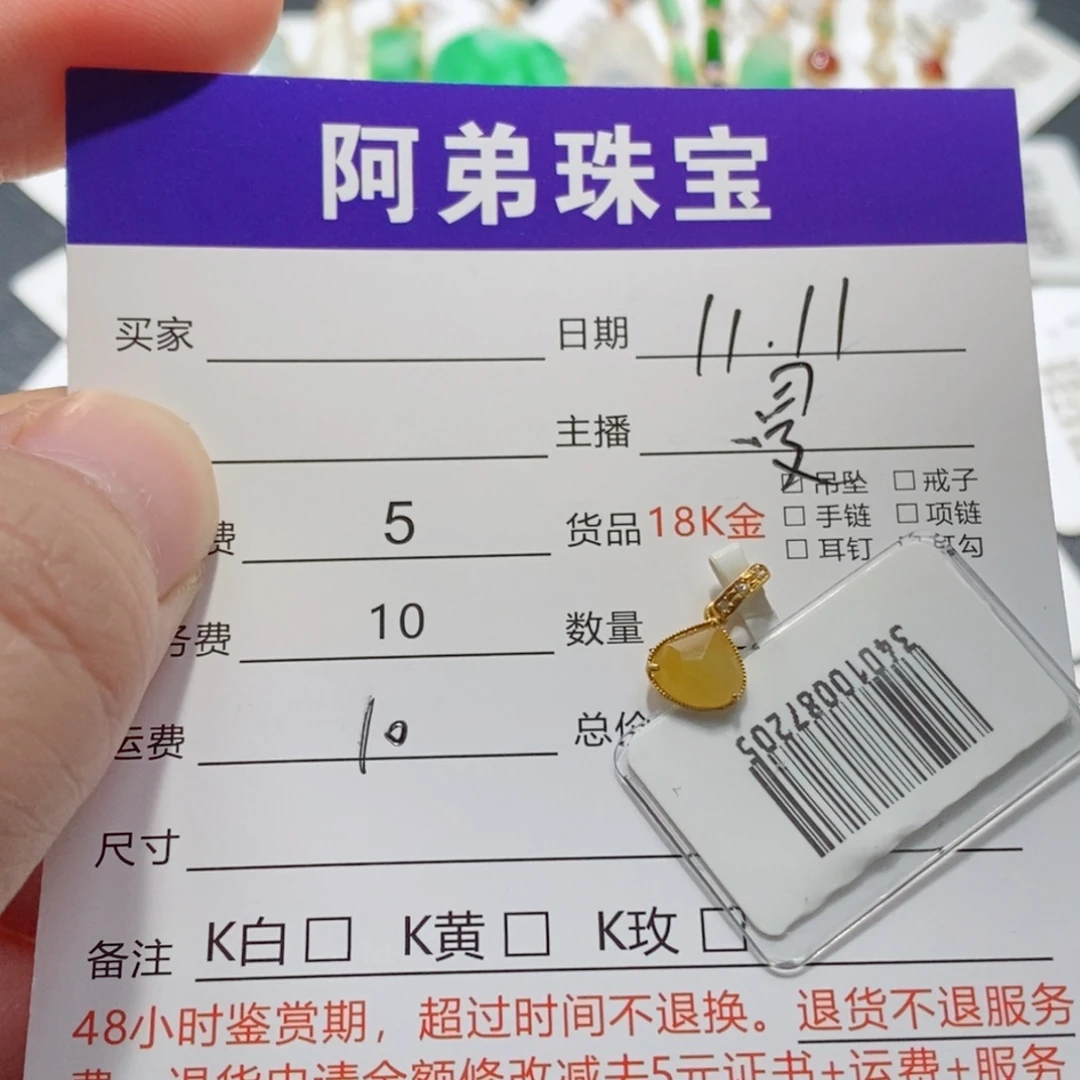 阿弟珠宝
买家 日期 11.11
主播
费 5 货品 18K金 吊坠 戒子
手链 项链
耳钉 耳勾
务费 10 数量
运费 10 总价
尺寸
备注 K白 K黄 K玫
34010087205
48小时鉴赏期，超过时间不退换。退货不退服务
费，退货申请金额修改减去5元证书+运费+服务